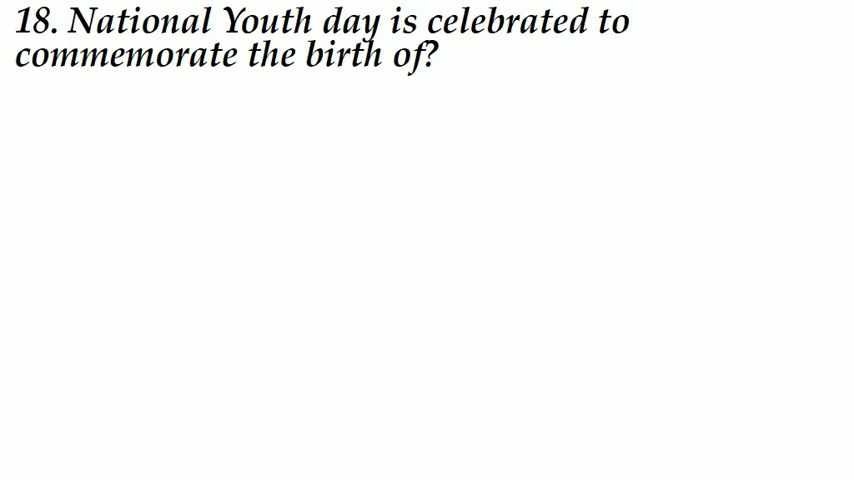 18. National Youth day is celebrated to
commemorate the birth of?